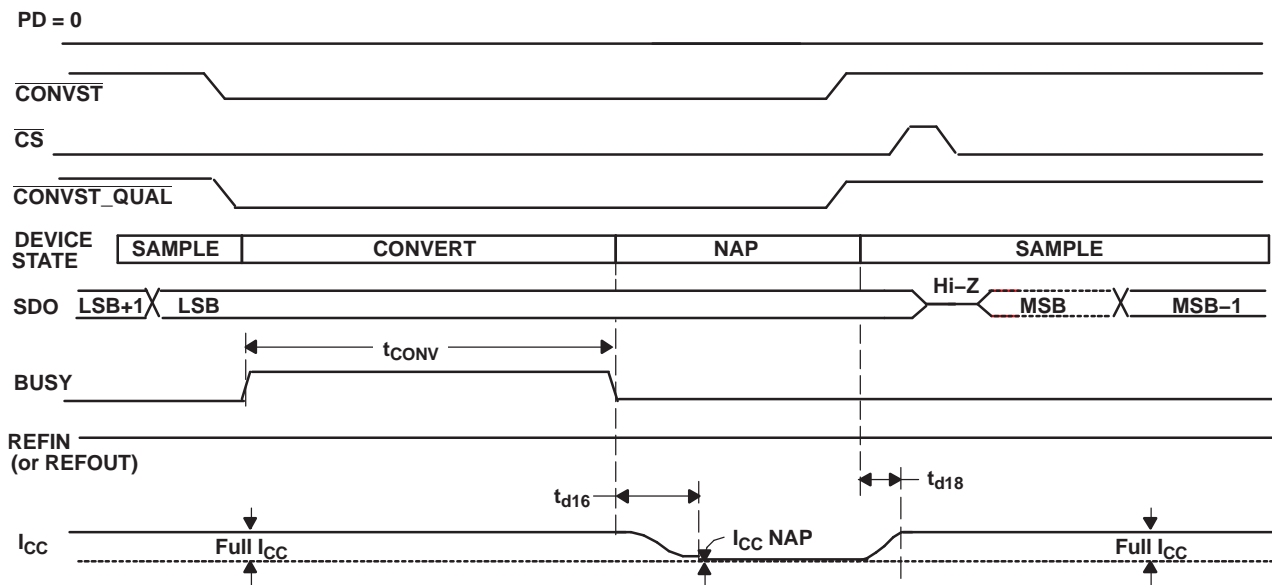 PD = 0
CONVST
CS
CONVST_QUAL
DEVICE STATE
SAMPLE
CONVERT
NAP
SAMPLE
SDO
LSB+1
LSB
Hi–Z
MSB
MSB–1
tCONV
BUSY
REFIN
(or REFOUT)
td16
td18
ICC
Full ICC
ICC NAP
Full ICC